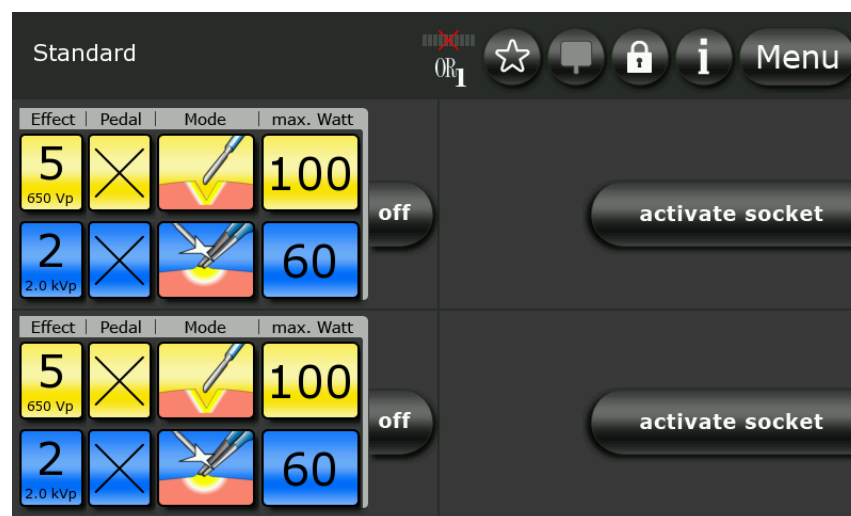 Standard
OR1
i
Menu
Effect | Pedal | Mode | max. Watt
5
650 Vp
100
off
activate socket
2
2.0 kVp
60
Effect | Pedal | Mode | max. Watt
5
650 Vp
100
off
activate socket
2
2.0 kVp
60